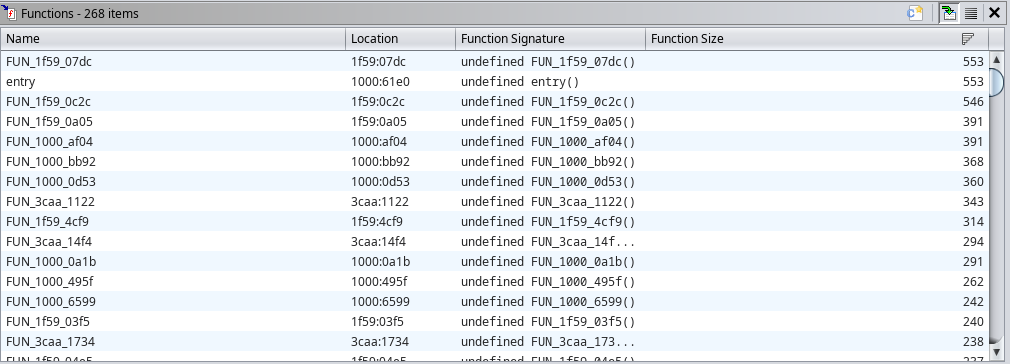 Functions - 268 items
Name Location Function Signature Function Size
FUN_1f59_07dc 1f59:07dc undefined FUN_1f59_07dc() 553
entry 1000:61e0 undefined entry() 553
FUN_1f59_0c2c 1f59:0c2c undefined FUN_1f59_0c2c() 546
FUN_1f59_0a05 1f59:0a05 undefined FUN_1f59_0a05() 391
FUN_1000_af04 1000:af04 undefined FUN_1000_af04() 391
FUN_1000_bb92 1000:bb92 undefined FUN_1000_bb92() 368
FUN_1000_0d53 1000:0d53 undefined FUN_1000_0d53() 360
FUN_3caa_1122 3caa:1122 undefined FUN_3caa_1122() 343
FUN_1f59_4cf9 1f59:4cf9 undefined FUN_1f59_4cf9() 314
FUN_3caa_14f4 3caa:14f4 undefined FUN_3caa_14f... 294
FUN_1000_0a1b 1000:0a1b undefined FUN_1000_0a1b() 291
FUN_1000_495f 1000:495f undefined FUN_1000_495f() 262
FUN_1000_6599 1000:6599 undefined FUN_1000_6599() 242
FUN_1f59_03f5 1f59:03f5 undefined FUN_1f59_03f5() 240
FUN_3caa_1734 3caa:1734 undefined FUN_3caa_173... 238